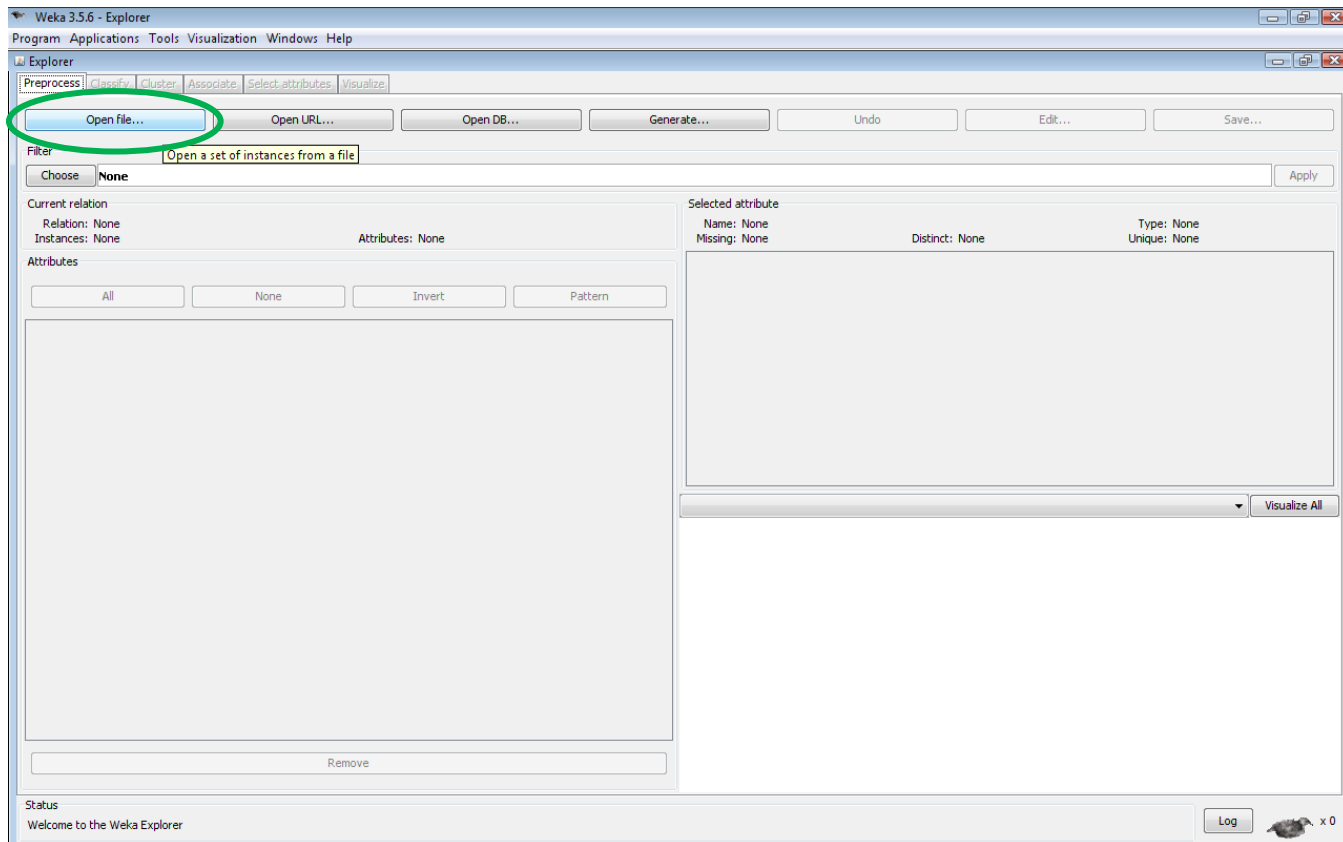 Weka 3.5.6 - Explorer
Program Applications Tools Visualization Windows Help
Explorer
Preprocess Classify Cluster Associate Select attributes Visualize
Open file... Open URL... Open DB... Generate... Undo Edit... Save...
Open a set of instances from a file
Filter
Choose None Apply
Current relation
Relation: None
Instances: None Attributes: None
Selected attribute
Name: None Type: None
Missing: None Distinct: None Unique: None
Attributes
All None Invert Pattern
Visualize All
Remove
Status
Welcome to the Weka Explorer
Log x 0